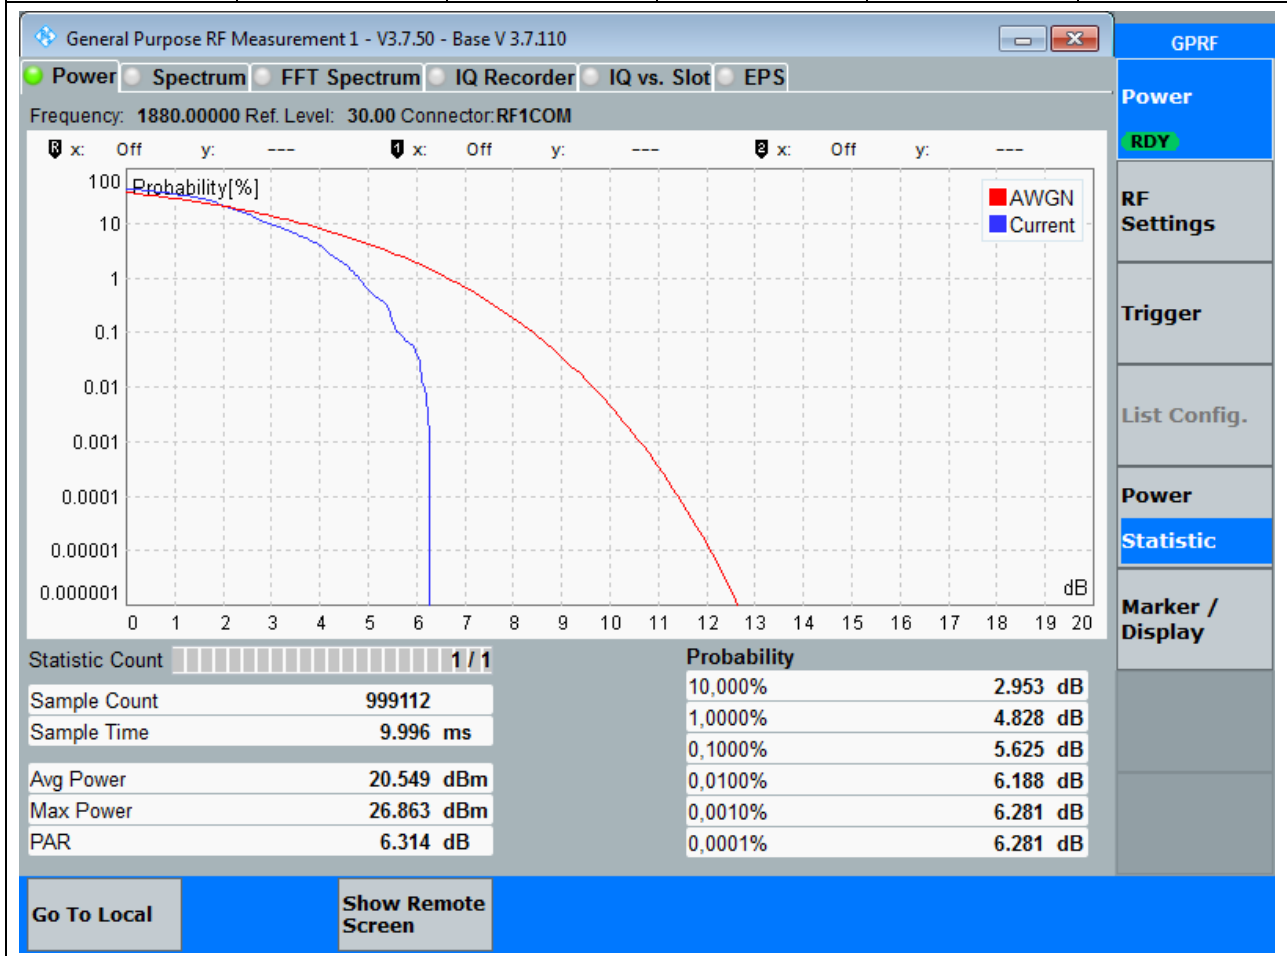 General Purpose RF Measurement 1 - V3.7.50 - Base V 3.7.110
GPRF
Power Spectrum FFT Spectrum IQ Recorder IQ vs. Slot EPS
Frequency: 1880.00000 Ref. Level: 30.00 Connector:RF1COM
R x: Off y: --- 1 x: Off y: --- 2 x: Off y: ---
Probability[%]
AWGN
Current
100
10
1
0.1
0.01
0.001
0.0001
0.00001
0.000001
dB
0 1 2 3 4 5 6 7 8 9 10 11 12 13 14 15 16 17 18 19 20
Statistic Count 1 / 1
Sample Count 999112
Sample Time 9.996 ms
Avg Power 20.549 dBm
Max Power 26.863 dBm
PAR 6.314 dB
Probability
10,000% 2.953 dB
1,0000% 4.828 dB
0,1000% 5.625 dB
0,0100% 6.188 dB
0,0010% 6.281 dB
0,0001% 6.281 dB
Power
RDY
RF
Settings
Trigger
List Config.
Power
Statistic
Marker /
Display
Go To Local
Show Remote
Screen